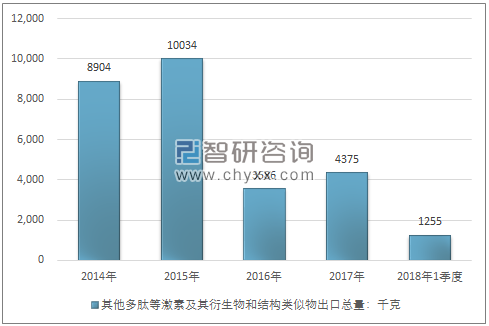 12,000
10,000
8,000
6,000
4,000
2,000
0
8904
10034
4375
1255
智研咨询
www.chyxx.com
2014年
2015年
2016年
2017年
2018年1季度
其他多肽等激素及其衍生物和结构类似物出口总量：千克